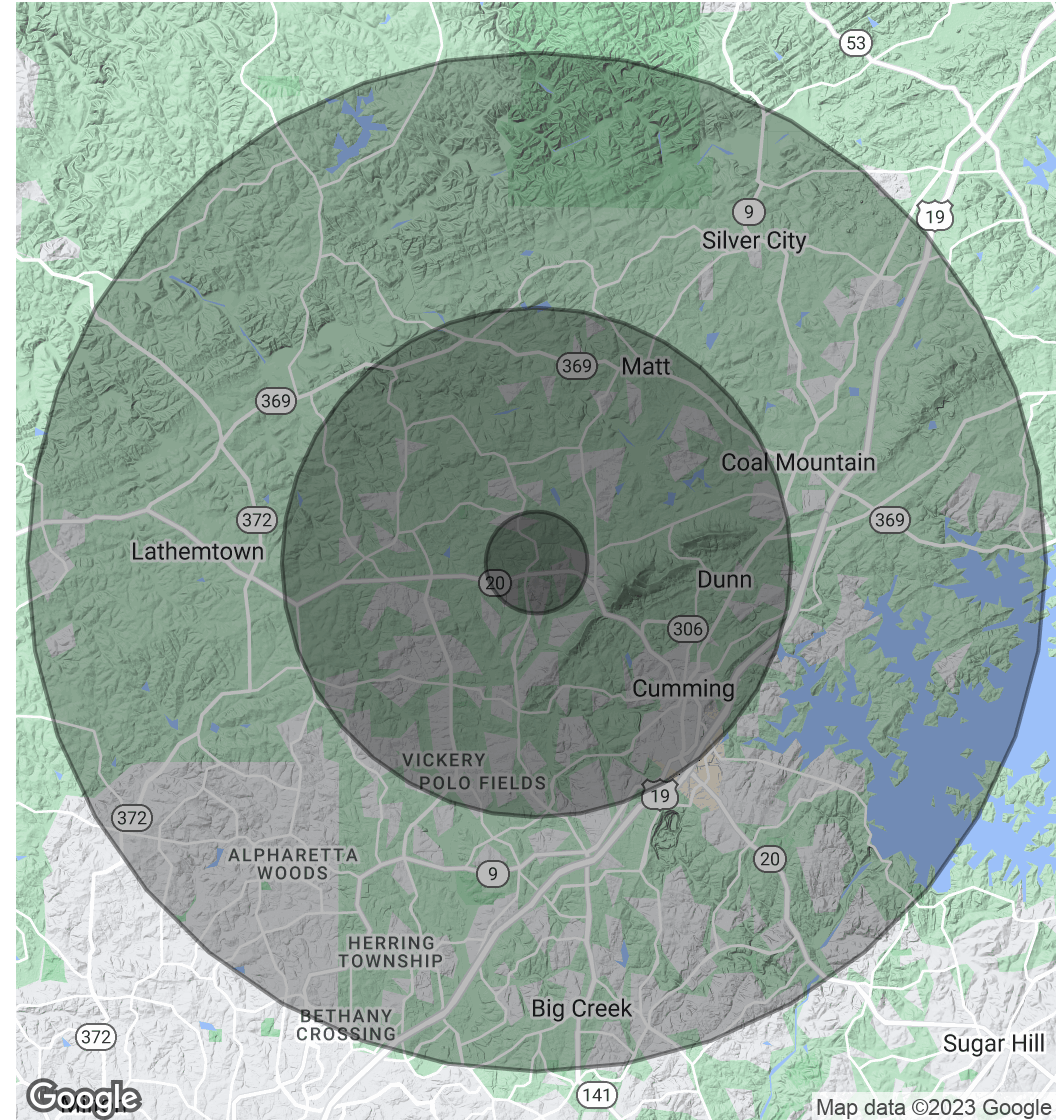 53
9
19
Silver City
369
Matt
369
Coal Mountain
372
369
Lathemtown
20
Dunn
306
Cumming
VICKERY
POLO FIELDS
19
372
ALPHARETTA
WOODS
20
9
HERRING
TOWNSHIP
Big Creek
BETHANY
CROSSING
372
Sugar Hill
Google
141
Map data ©2023 Google